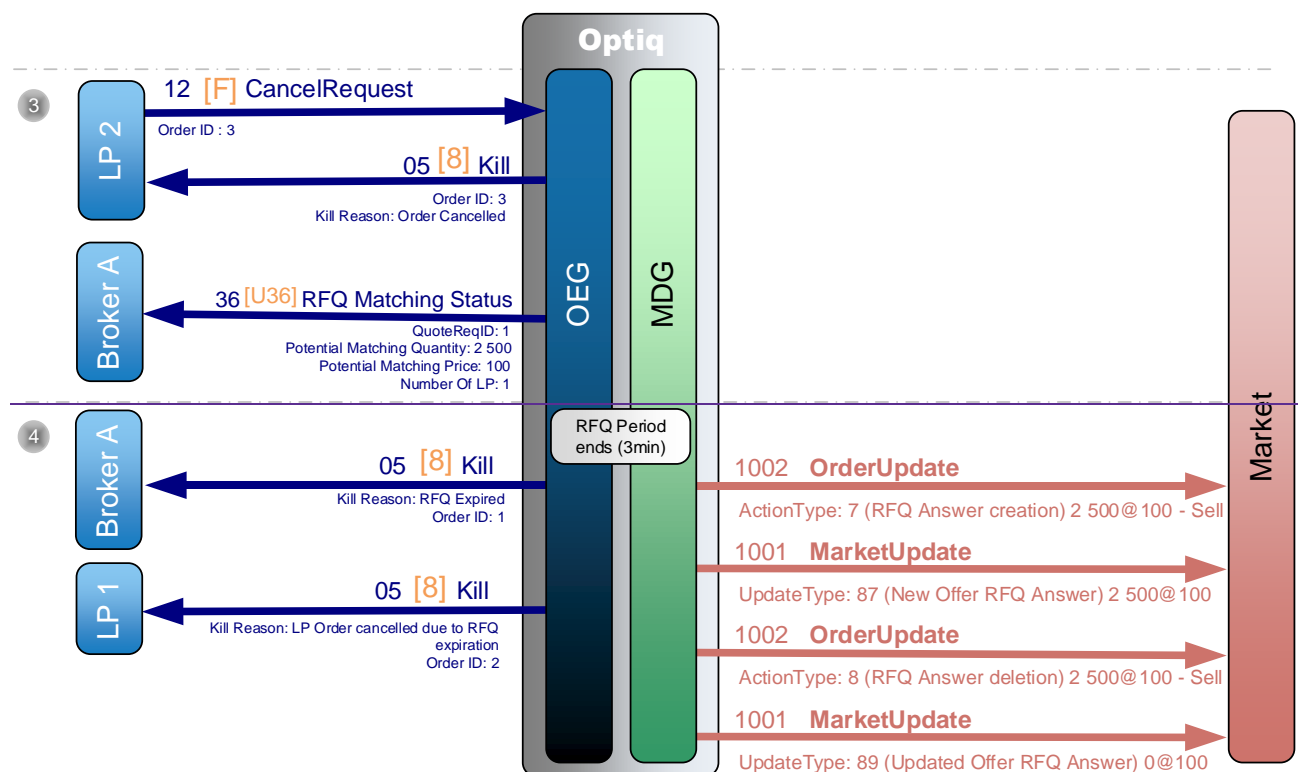 Optiq
3
12 [F] CancelRequest
Order ID : 3
LP 2
05 [8] Kill
Order ID: 3
Kill Reason: Order Cancelled
Broker A
36 [U36] RFQ Matching Status
QuoteReqID: 1
Potential Matching Quantity: 2 500
Potential Matching Price: 100
Number Of LP: 1
OEG
MDG
Market
4
RFQ Period
ends (3min)
Broker A
05 [8] Kill
Kill Reason: RFQ Expired
Order ID: 1
LP 1
05 [8] Kill
Kill Reason: LP Order cancelled due to RFQ
expiration
Order ID: 2
1002 OrderUpdate
ActionType: 7 (RFQ Answer creation) 2 500@100 - Sell
1001 MarketUpdate
UpdateType: 87 (New Offer RFQ Answer) 2 500@100
1002 OrderUpdate
ActionType: 8 (RFQ Answer deletion) 2 500@100 - Sell
1001 MarketUpdate
UpdateType: 89 (Updated Offer RFQ Answer) 0@100